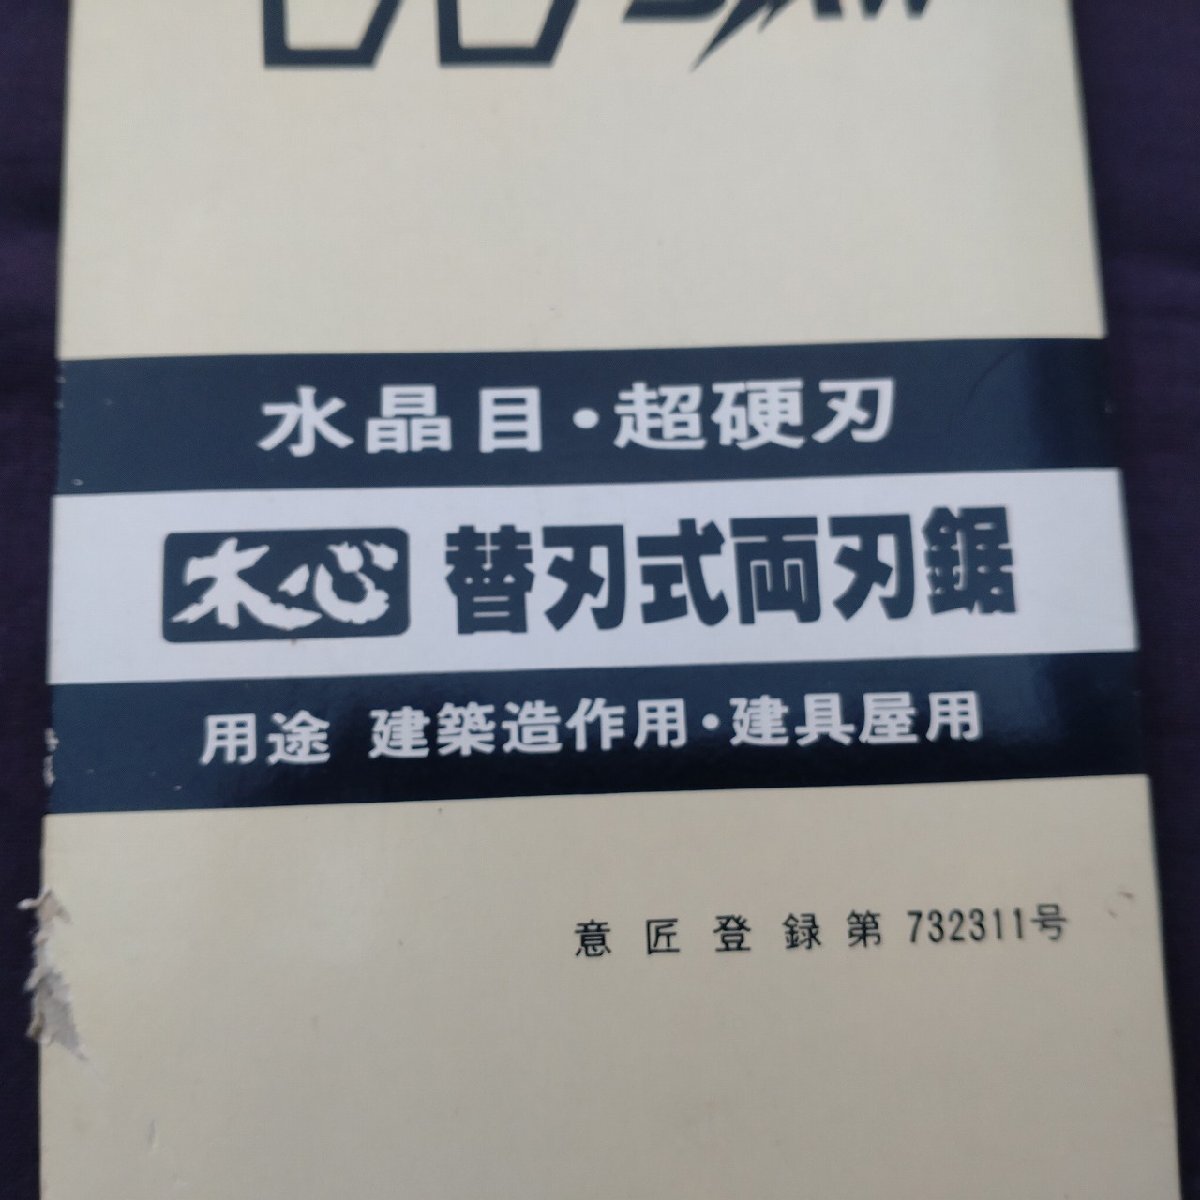 SAW
水晶目・超硬刃
木心 替刃式両刃鋸
用途 建築造作用・建具屋用
意匠登録第732311号